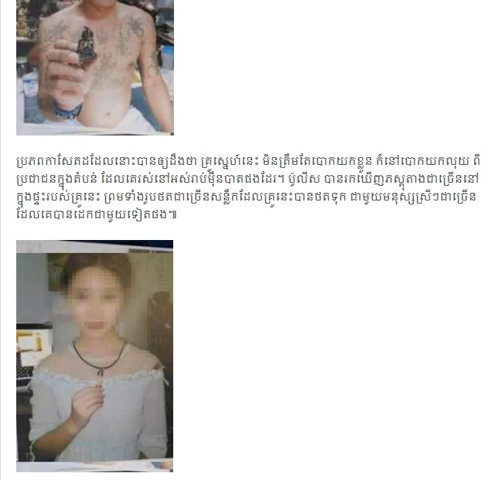 ប្រភពកាសែតដដែលនោះបានឲ្យដឹងថា គ្រូស្នេហ៍នេះ មិនត្រឹមតែបោកយកខ្លួន ក៏នៅបោកយកលុយ ពី
ប្រជាជនក្នុងតំបន់ ដែលគេរស់នៅអស់រាប់ម៉ឺនបាតផងដែរ។ ប៉ូលីស បានរកឃើញភស្តុតាងជាច្រើននៅ
ក្នុងផ្ទះរបស់គ្រូនេះ ព្រមទាំងរូបថតជាច្រើនសន្លឹកដែលគ្រូនេះបានថតទុក ជាមួយមនុស្សស្រីៗជាច្រើន
ដែលគេបានដេកជាមួយទៀតផង៕